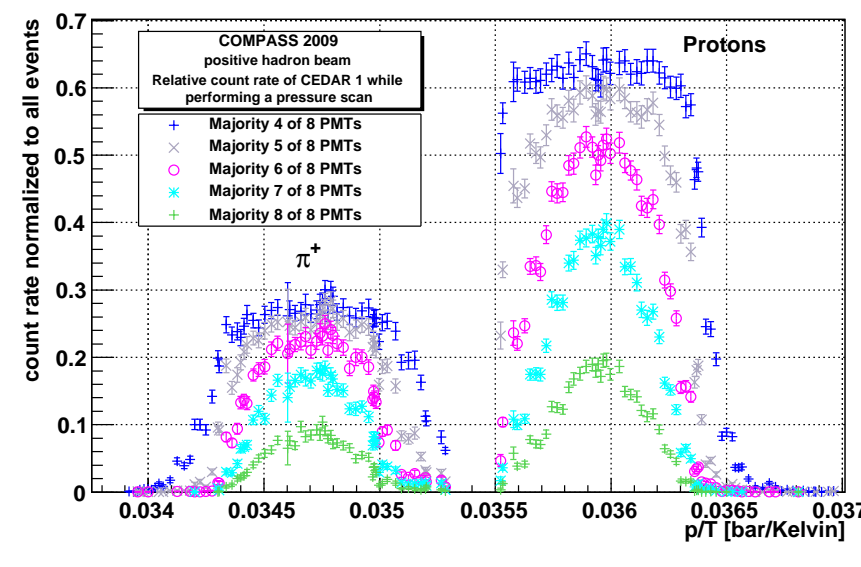 COMPASS 2009
positive hadron beam
Relative count rate of CEDAR 1 while
performing a pressure scan
Majority 4 of 8 PMTs
Majority 5 of 8 PMTs
Majority 6 of 8 PMTs
Majority 7 of 8 PMTs
Majority 8 of 8 PMTs
Protons
π+
count rate normalized to all events
0.7
0.6
0.5
0.4
0.3
0.2
0.1
0
0.034 0.0345 0.035 0.0355 0.036 0.0365 0.037
p/T [bar/Kelvin]